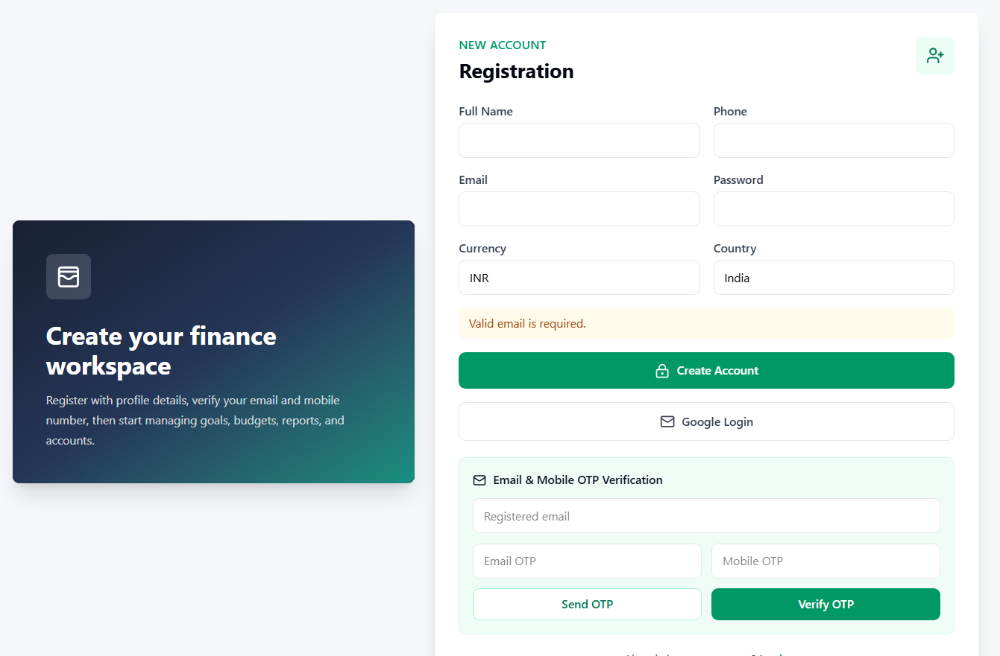 NEW ACCOUNT
Registration
Full Name
Phone
Email
Password
Currency
Country
INR
India
Valid email is required.
Create Account
Google Login
Email & Mobile OTP Verification
Registered email
Email OTP
Mobile OTP
Send OTP
Verify OTP
Create your finance
workspace
Register with profile details, verify your email and mobile
number, then start managing goals, budgets, reports, and
accounts.